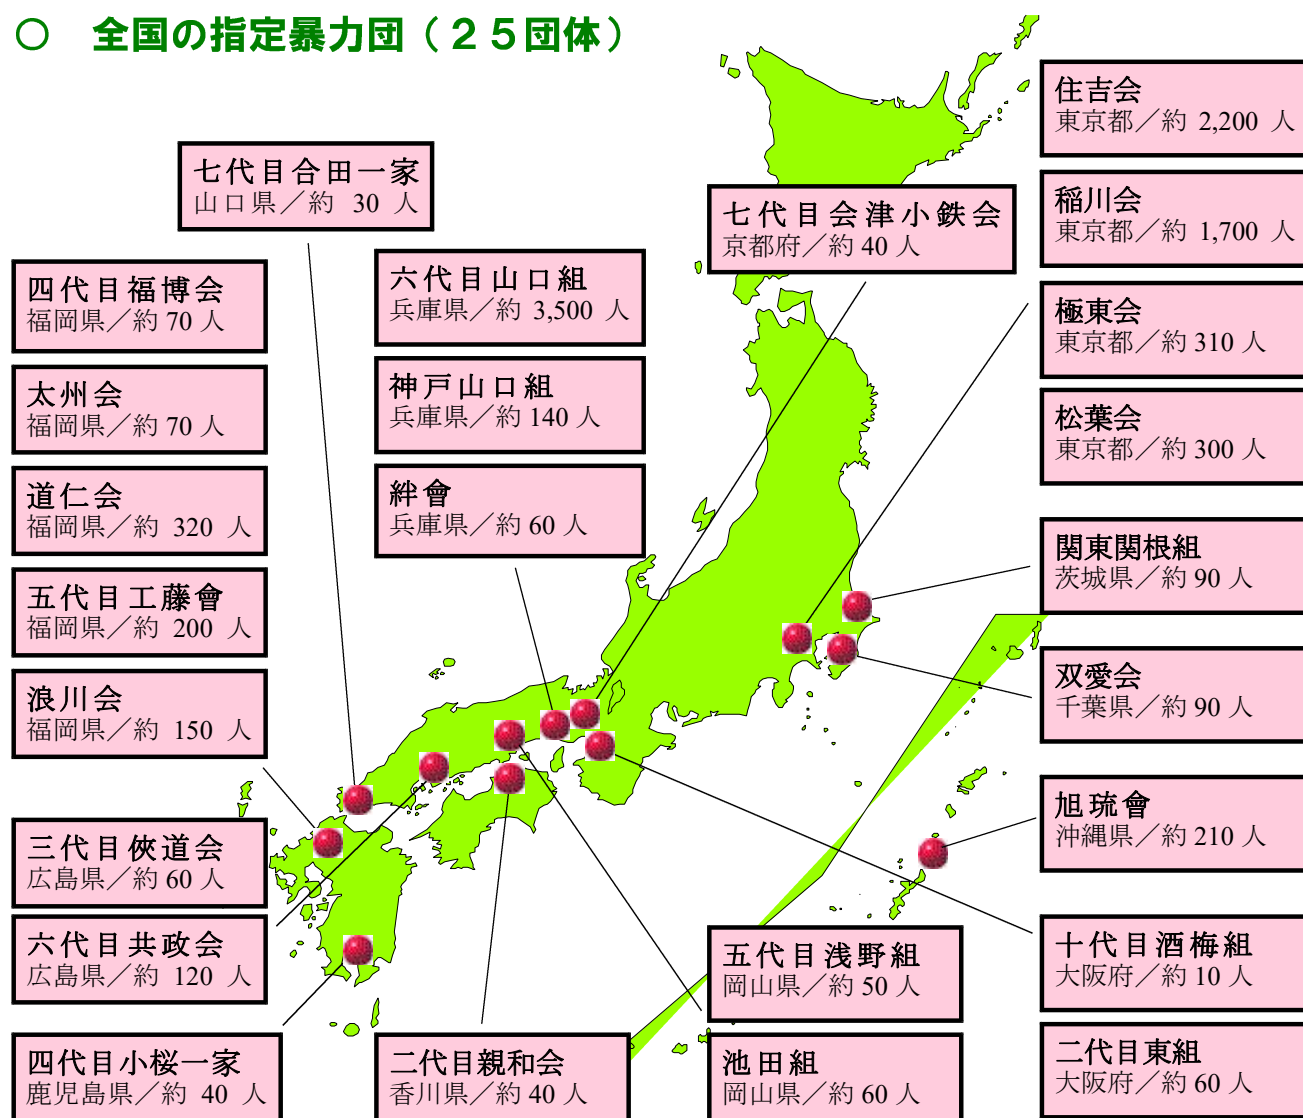 ○ 全国の指定暴力団（２５団体）
住吉会
東京都／約 2,200 人
七代目合田一家
山口県／約 30 人
稲川会
東京都／約 1,700 人
七代目会津小鉄会
京都府／約 40 人
六代目山口組
兵庫県／約 3,500 人
四代目福博会
福岡県／約 70 人
極東会
東京都／約 310 人
神戸山口組
兵庫県／約 140 人
太州会
福岡県／約 70 人
松葉会
東京都／約 300 人
絆會
兵庫県／約 60 人
道仁会
福岡県／約 320 人
関東関根組
茨城県／約 90 人
五代目工藤會
福岡県／約 200 人
双愛会
千葉県／約 90 人
浪川会
福岡県／約 150 人
旭琉會
沖縄県／約 210 人
三代目俠道会
広島県／約 60 人
六代目共政会
広島県／約 120 人
五代目浅野組
岡山県／約 50 人
十代目酒梅組
大阪府／約 10 人
四代目小桜一家
鹿児島県／約 40 人
二代目親和会
香川県／約 40 人
池田組
岡山県／約 60 人
二代目東組
大阪府／約 60 人